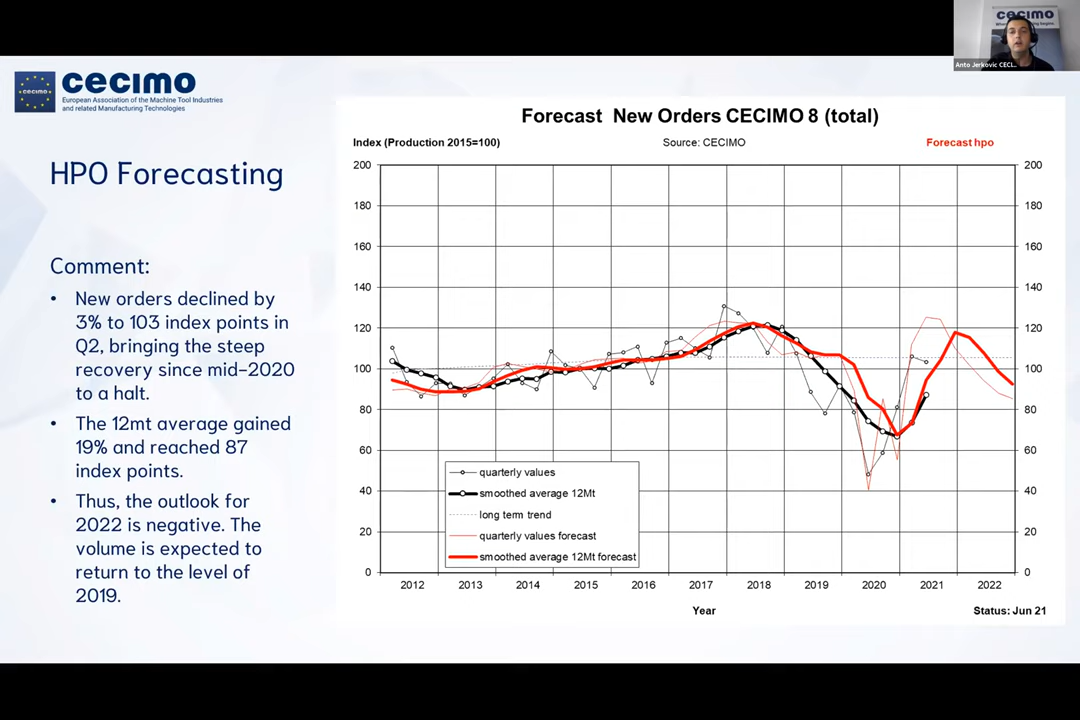 cecimo
Where manufacturing begins.
Anto Jerkovic CECI...
cecimo
cecimo
European Association of the Machine Tool Industries
and related Manufacturing Technologies
HPO Forecasting
Comment:
• New orders declined by
3% to 103 index points in
Q2, bringing the steep
recovery since mid-2020
to a halt.
• The 12mt average gained
19% and reached 87
index points.
• Thus, the outlook for
2022 is negative. The
volume is expected to
return to the level of
2019.
Forecast New Orders CECIMO 8 (total)
Index (Production 2015=100) Source: CECIMO Forecast hpo
200 200
180 180
160 160
140 140
120 120
100 100
80 80
60 60
40 40
20 20
0 0
quarterly values
smoothed average 12Mt
long term trend
quarterly values forecast
smoothed average 12Mt forecast
2012 2013 2014 2015 2016 2017 2018 2019 2020 2021 2022
Year
Status: Jun 21